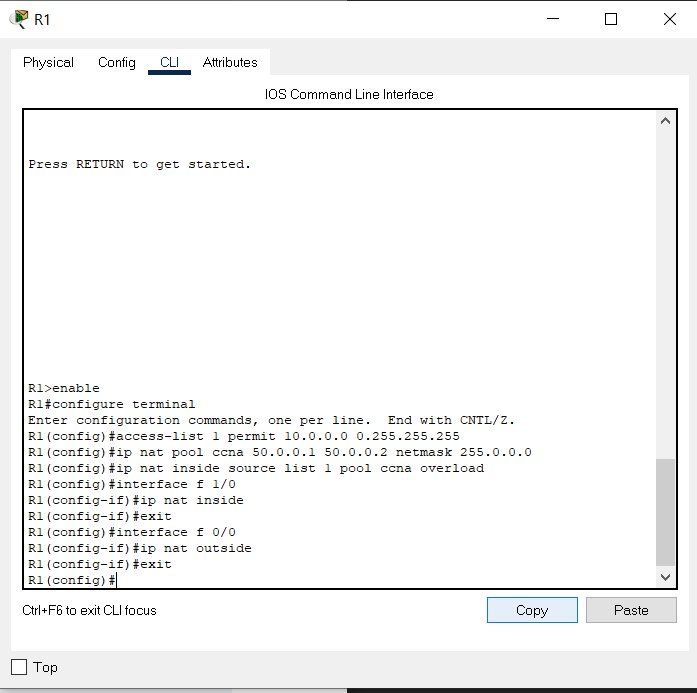 R1
Physical Config CLI Attributes
IOS Command Line Interface
Press RETURN to get started.
R1>enable
R1#configure terminal
Enter configuration commands, one per line.  End with CNTL/Z.
R1(config)#access-list 1 permit 10.0.0.0 0.255.255.255
R1(config)#ip nat pool ccna 50.0.0.1 50.0.0.2 netmask 255.0.0.0
R1(config)#ip nat inside source list 1 pool ccna overload
R1(config)#interface f 1/0
R1(config-if)#ip nat inside
R1(config-if)#exit
R1(config)#interface f 0/0
R1(config-if)#ip nat outside
R1(config-if)#exit
R1(config)#
Ctrl+F6 to exit CLI focus Copy Paste
Top